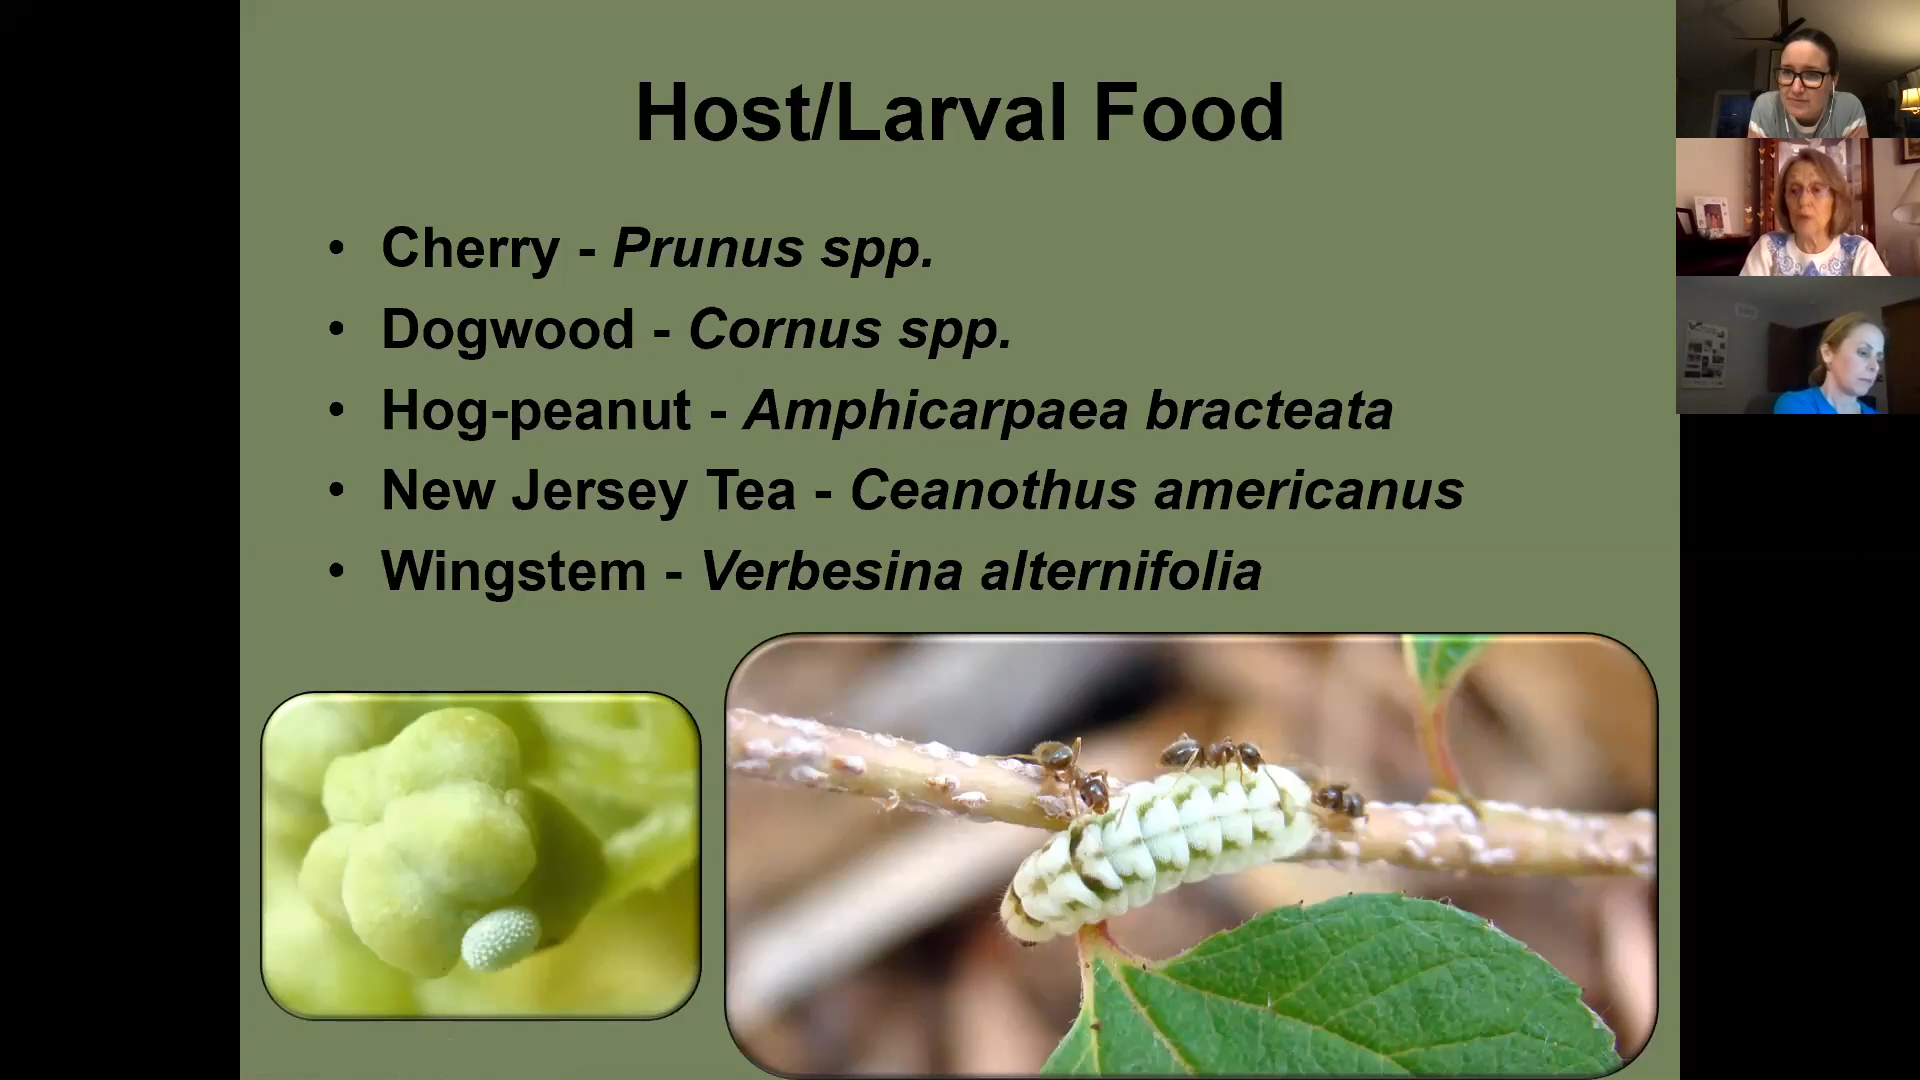 Host/Larval Food
• Cherry - Prunus spp.
• Dogwood - Cornus spp.
• Hog-peanut - Amphicarpaea bracteata
• New Jersey Tea - Ceanothus americanus
• Wingstem - Verbesina alternifolia